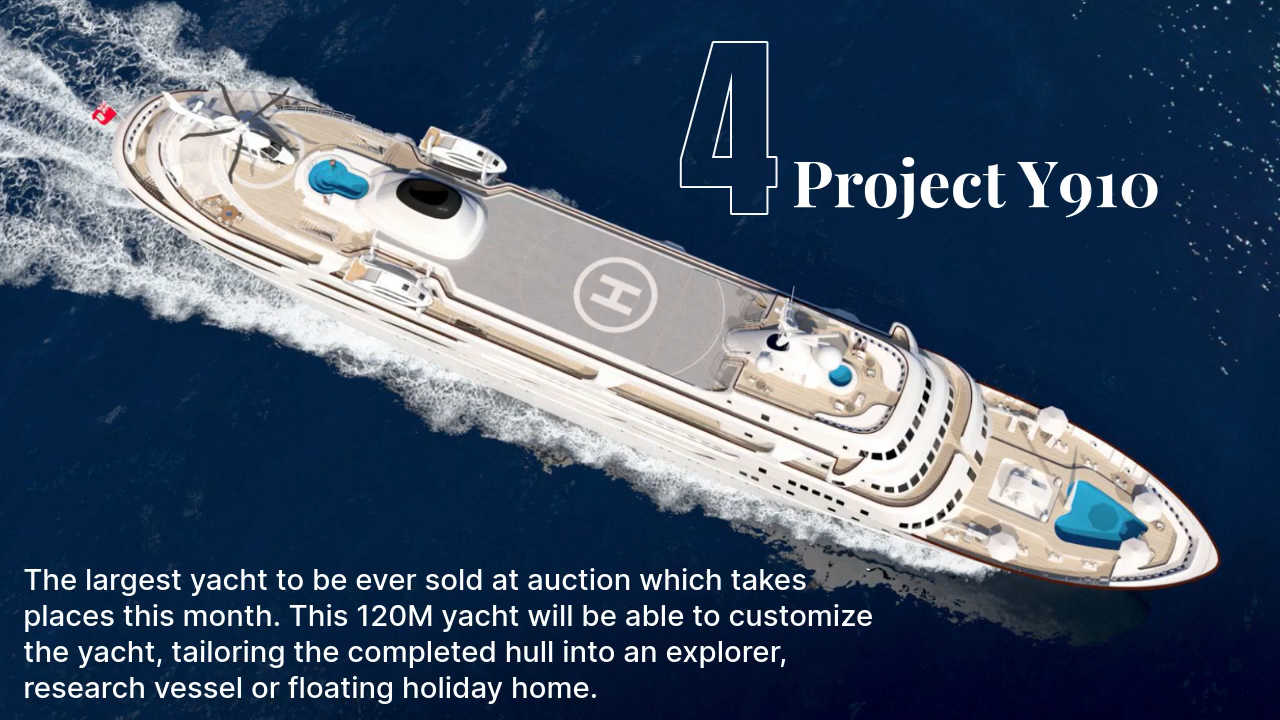 4
Project Y910
H
The largest yacht to be ever sold at auction which takes
places this month. This 120M yacht will be able to customize
the yacht, tailoring the completed hull into an explorer,
research vessel or floating holiday home.